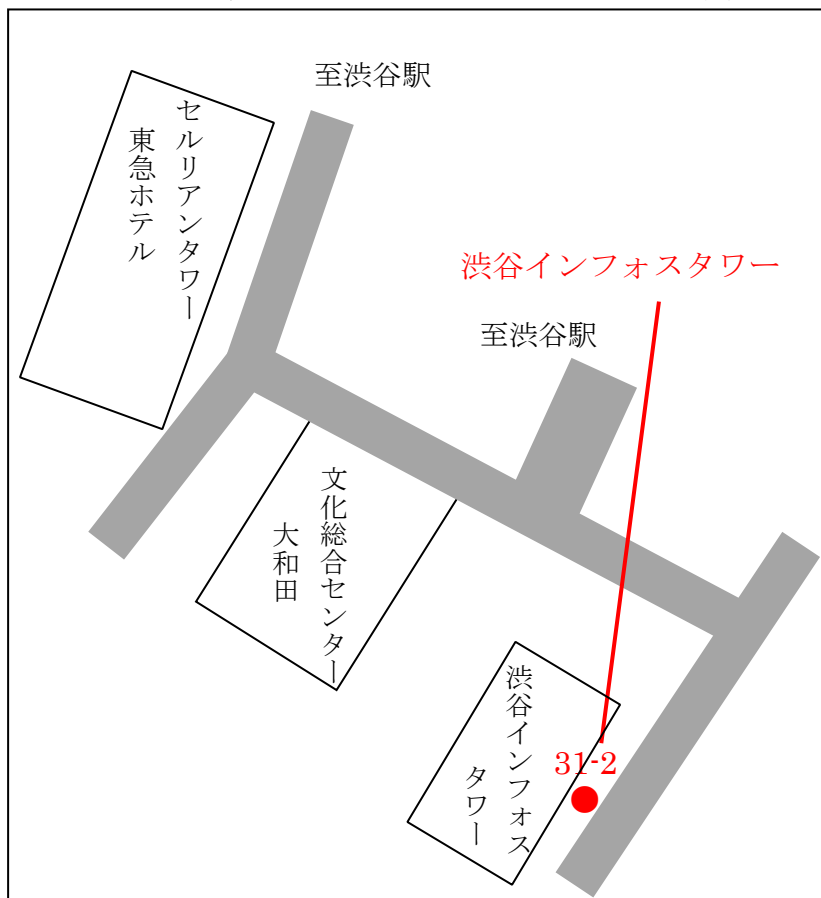 至渋谷駅
セルリアンタワー
東急ホテル
渋谷インフォスタワー
至渋谷駅
文化総合センター
大和田
渋谷インフォス
タワー
31-2